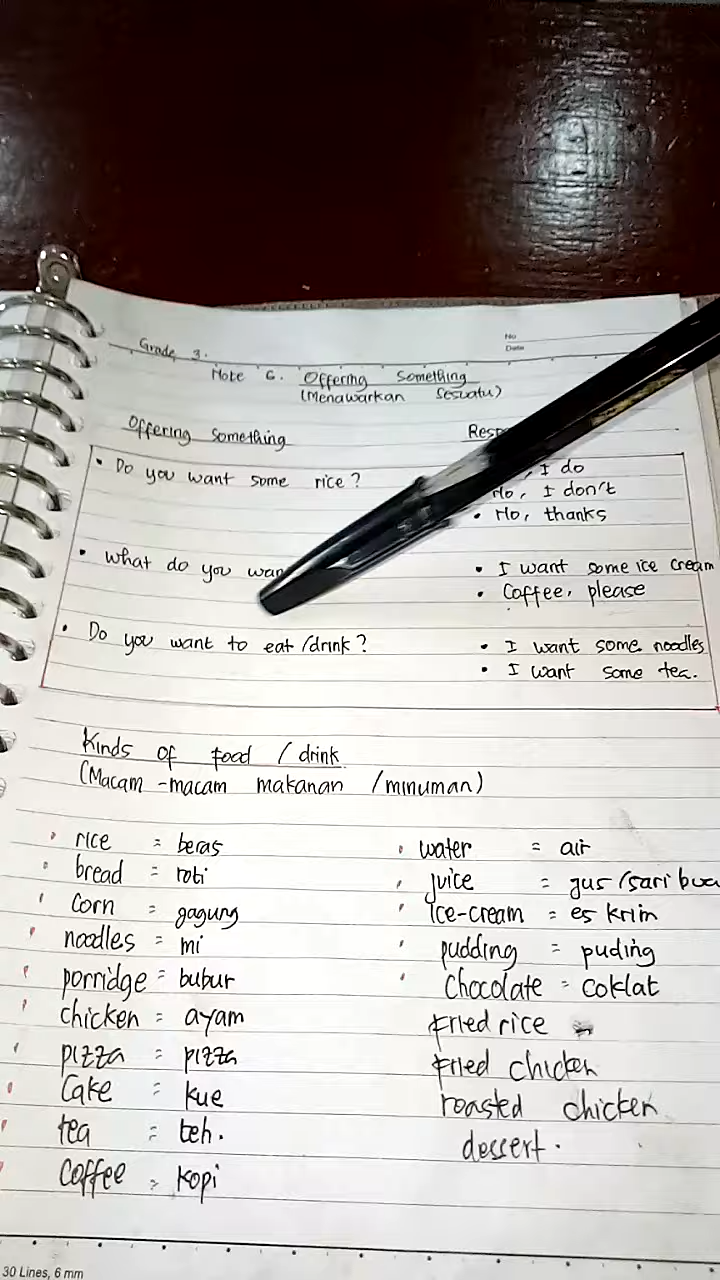 No
Date
Grade 3.
Note 6. Offering Something
(Menawarkan Sesuatu)
Offering Something
• Do you want some rice?
I do
No, I don't
• No, thanks
• What do you
• I want some ice cream
• Coffee, please
• Do you want to eat/drink?
• I want some noodles
• I want some tea.
Kinds of food / drink
(Macam-macam makanan /minuman)
• rice = beras
• bread = roti
• corn = gagung
• noodles = mi
• porridge = bubur
• chicken = ayam
• pizza = pizza
• Cake = kue
• tea = teh.
• coffee = kopi
• water = air
• juice = gus/sari
• Ice-cream = es krim
• pudding = puding
• Chocolate = Coklat
Fried rice
Fried chicken
roasted chicken
dessert.
30 Lines, 6 mm